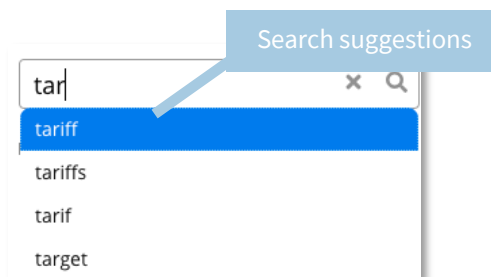 Search suggestions
tar
tariff
tariffs
tarif
target